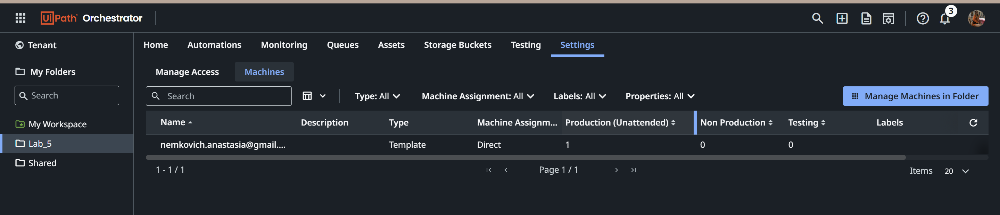 UiPath Orchestrator
3
Tenant
My Folders
Search
My Workspace
Lab_5
Shared
Home Automations Monitoring Queues Assets Storage Buckets Testing Settings
Manage Access Machines
Search Type: All Machine Assignment: All Labels: All Properties: All Manage Machines in Folder
Name Description Type Machine Assignm... Production (Unattended) Non Production Testing Labels
nemkovich.anastasia@gmail.... Template Direct 1 0 0
1 - 1 / 1 Page 1 / 1 Items 20